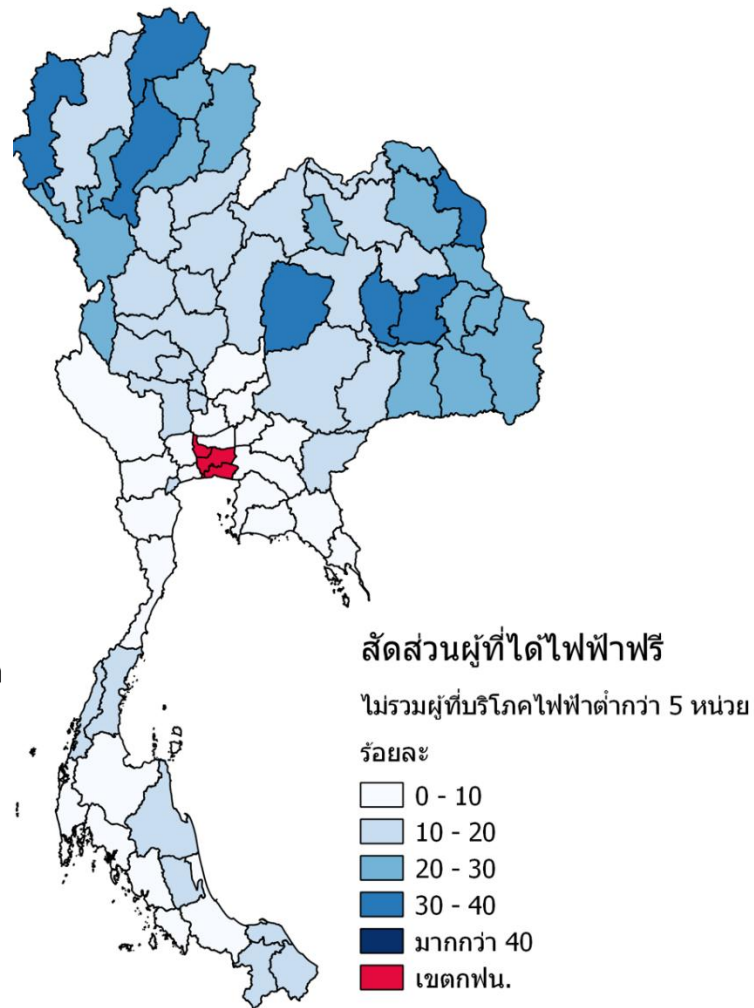 สัดส่วนผู้ที่ได้ไฟฟ้าฟรี
ไม่รวมผู้ที่บริโภคไฟฟ้าต่ำกว่า 5 หน่วย
ร้อยละ
0 - 10
10 - 20
20 - 30
30 - 40
มากกว่า 40
เขตกฟน.